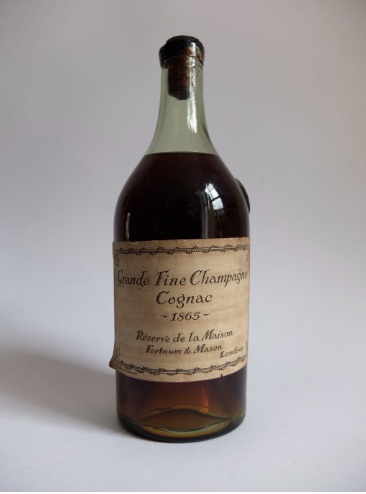 Grande Fine Champagne
Cognac
~ 1865 ~
Réserve de la Maison
Fortnum & Mason
Londres